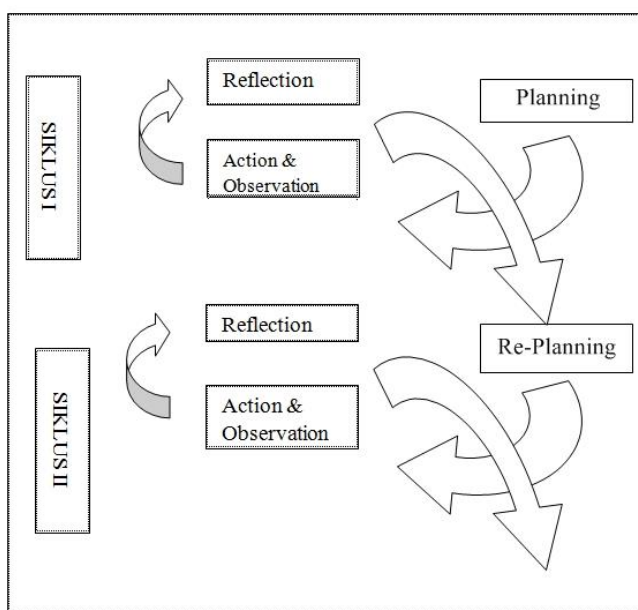 SIKLUS I
Reflection
Planning
Action &
Observation
SIKLUS II
Reflection
Re-Planning
Action &
Observation